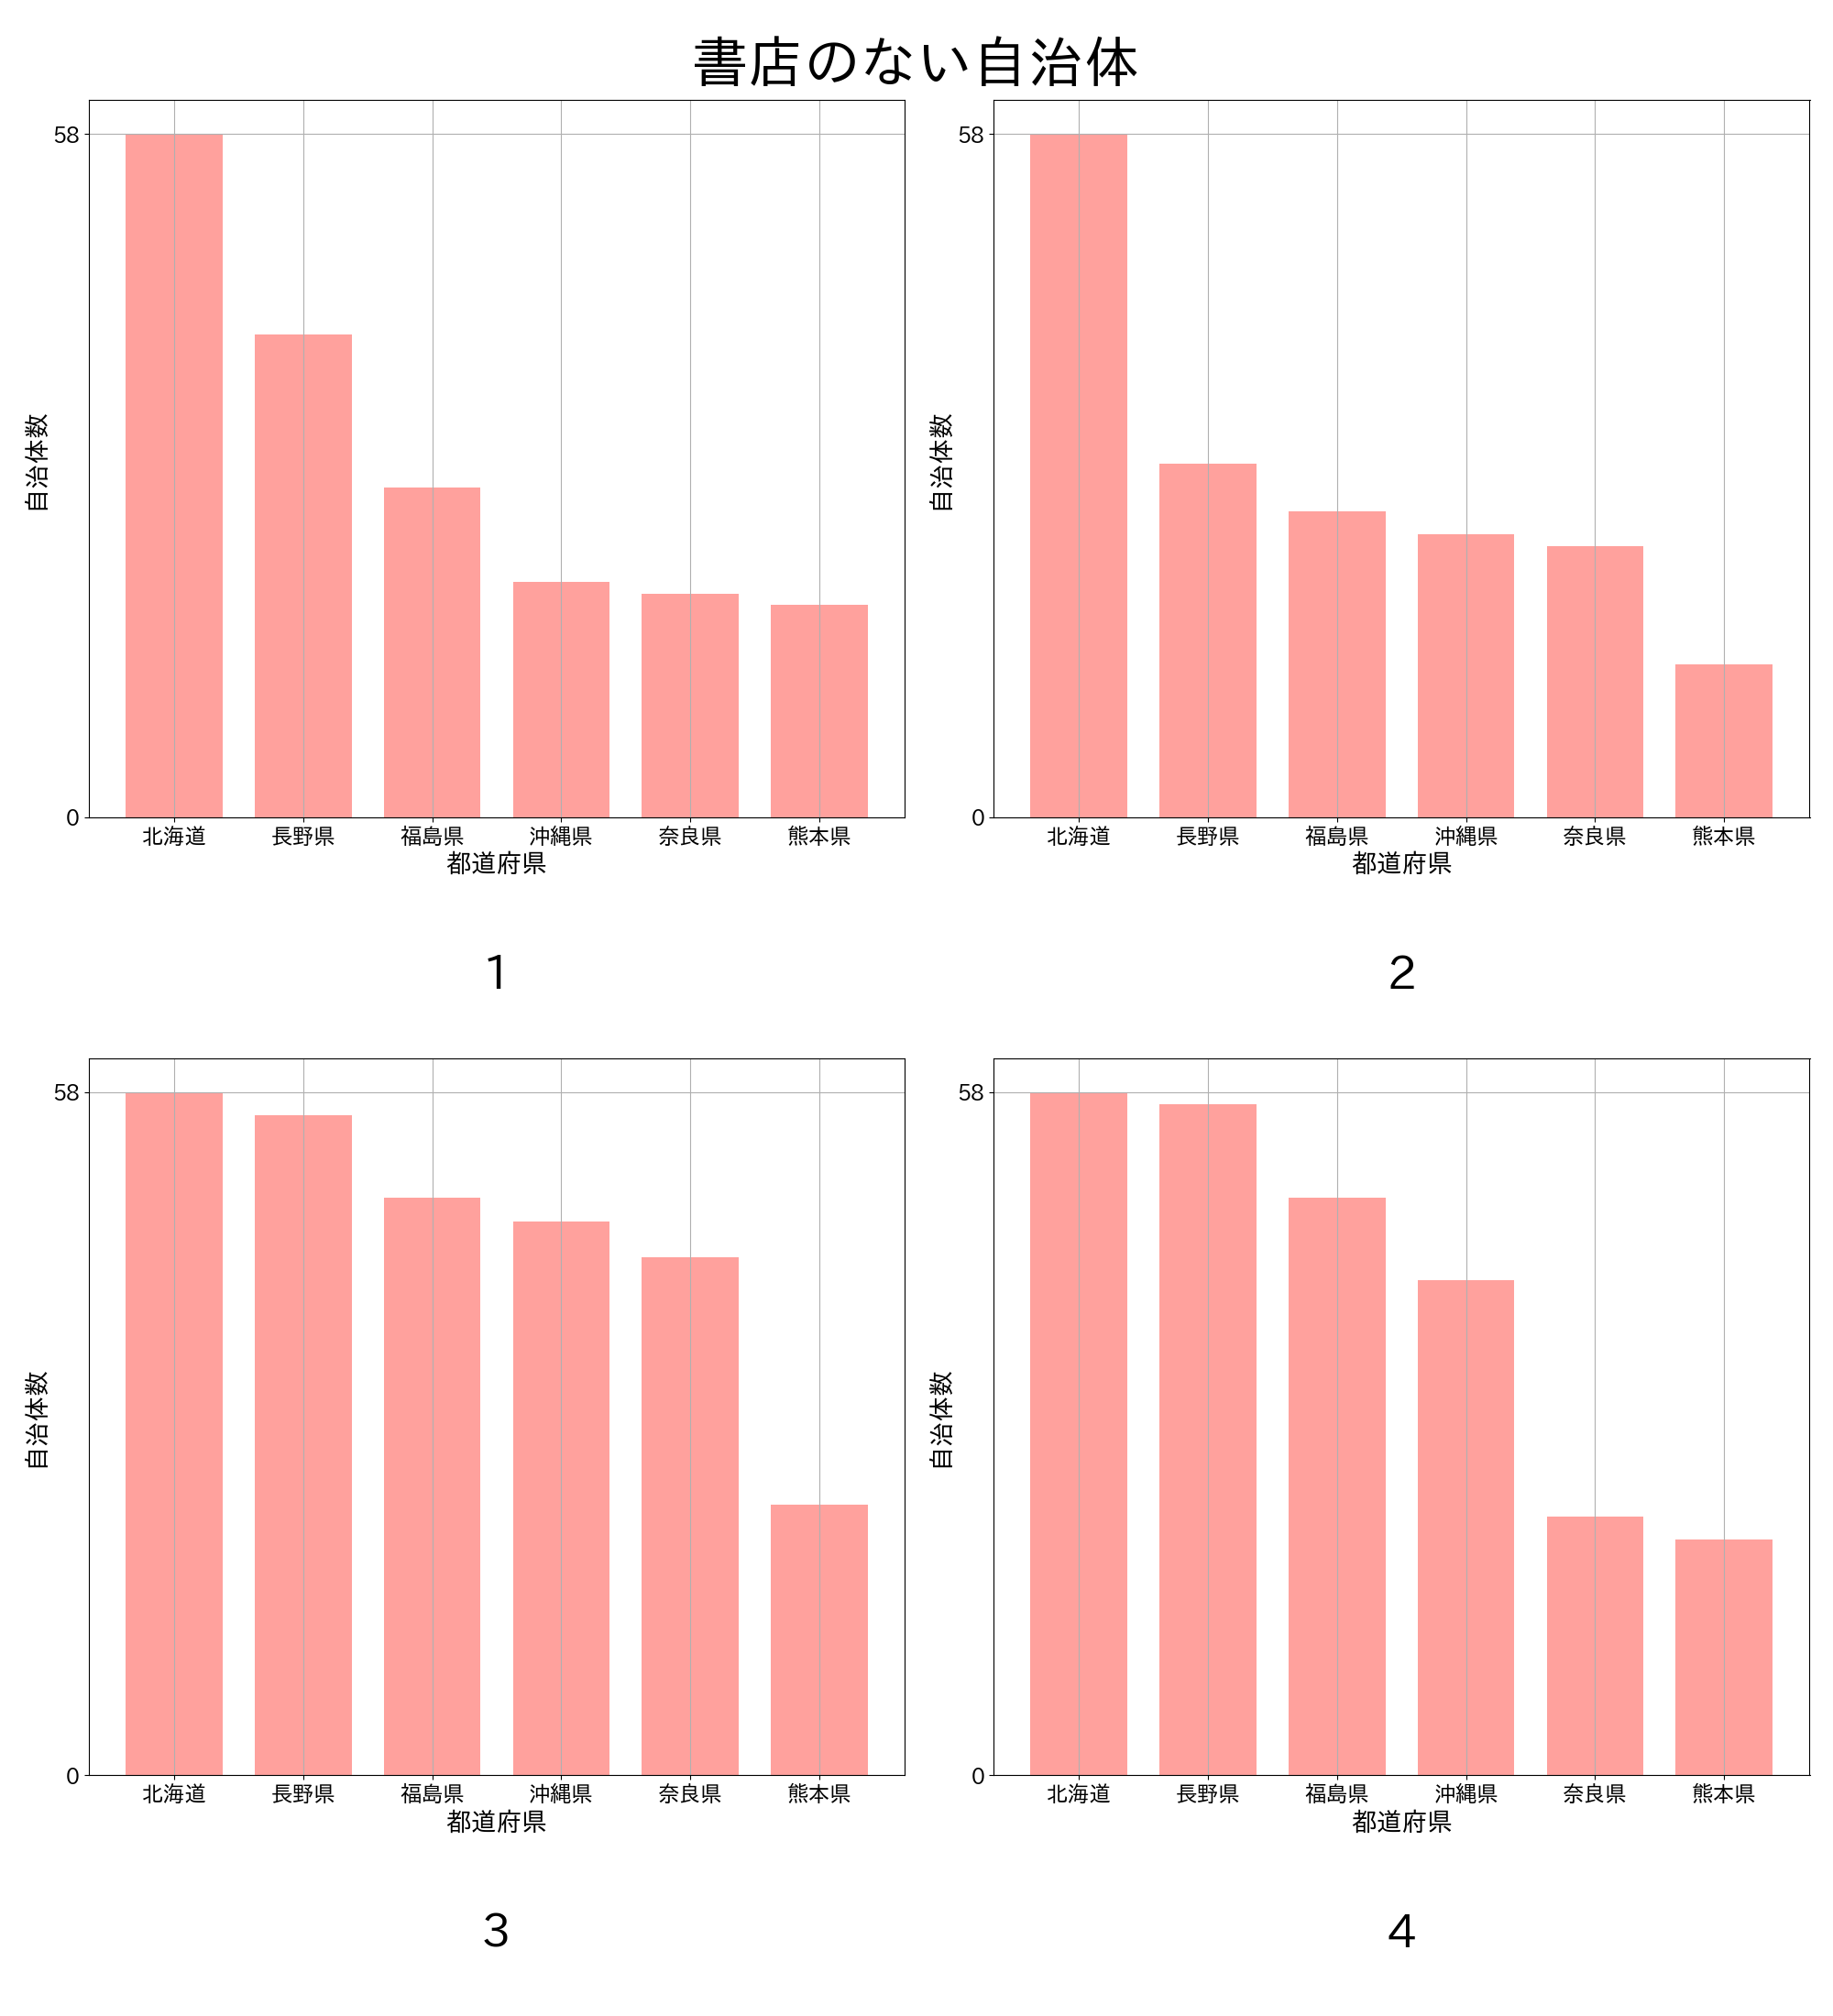 書店のない自治体
58
0
自治体数
北海道 長野県 福島県 沖縄県 奈良県 熊本県
都道府県
1
58
0
自治体数
北海道 長野県 福島県 沖縄県 奈良県 熊本県
都道府県
2
58
0
自治体数
北海道 長野県 福島県 沖縄県 奈良県 熊本県
都道府県
3
58
0
自治体数
北海道 長野県 福島県 沖縄県 奈良県 熊本県
都道府県
4